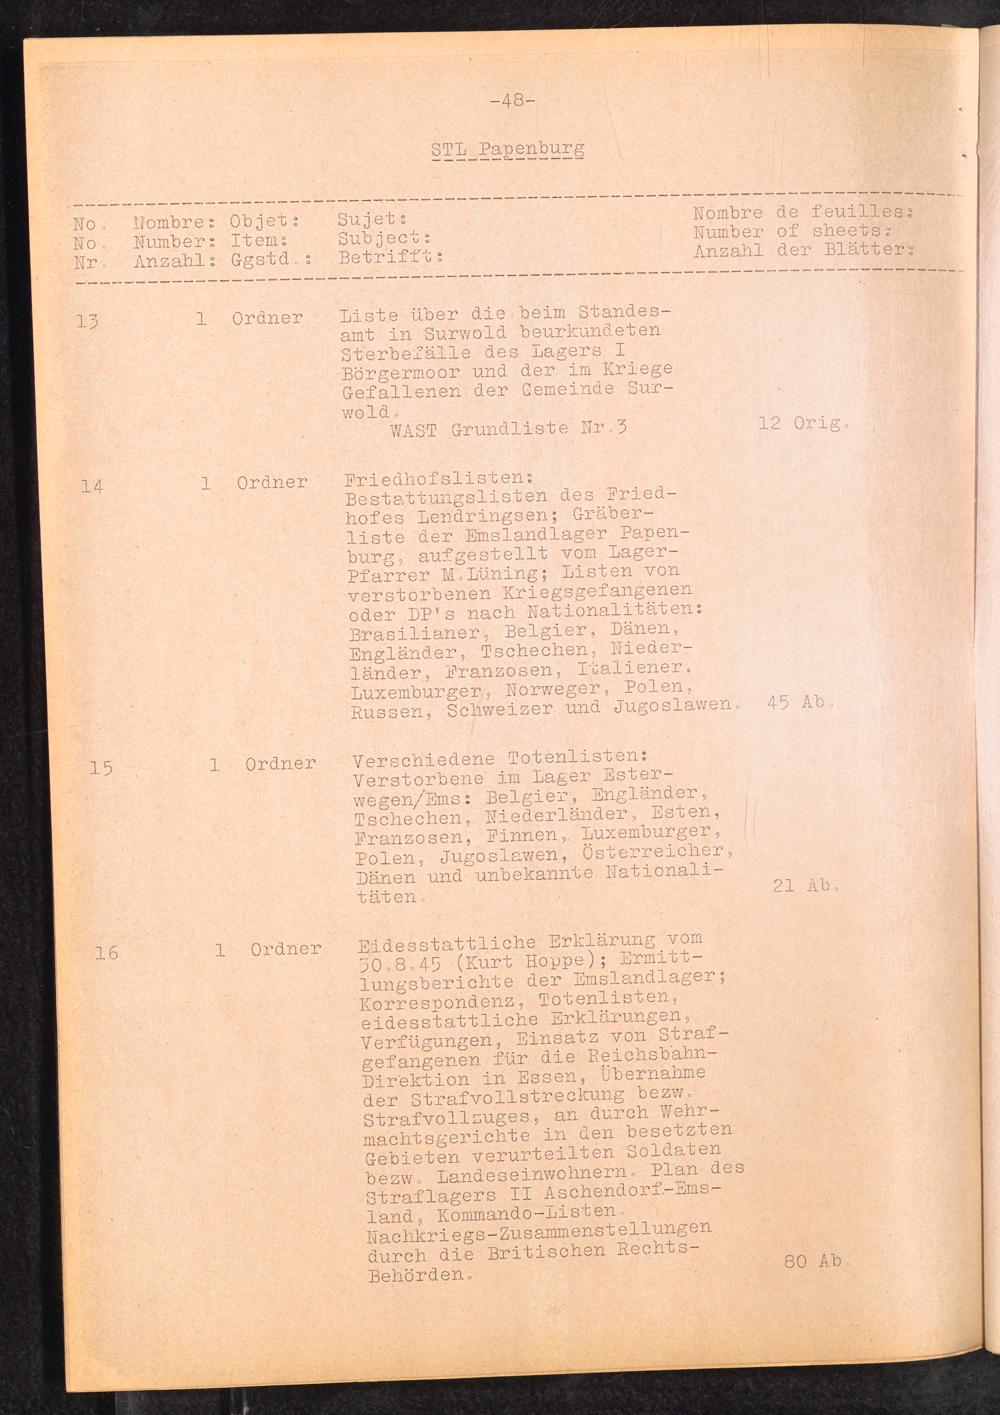 -48-
STL Papenburg
No. Nombre: Objet: Sujet: Nombre de feuilles:
No. Number: Item: Subject: Number of sheets:
Nr. Anzahl: Ggstd.: Betrifft: Anzahl der Blätter:
13 1 Ordner Liste über die beim Standes-
amt in Surwold beurkundeten
Sterbefälle des Lagers I
Börgermoor und der im Kriege
Gefallenen der Gemeinde Sur-
wold.
WAST Grundliste Nr.3 12 Orig.
14 1 Ordner Friedhofslisten:
Bestattungslisten des Fried-
hofes Lendringsen; Gräber-
liste der Emslandlager Papen-
burg, aufgestellt vom Lager-
Pfarrer M.Lüning; Listen von
verstorbenen Kriegsgefangenen
oder DP's nach Nationalitäten:
Brasilianer, Belgier, Dänen,
Engländer, Tschechen, Nieder-
länder, Franzosen, Italiener,
Luxemburger, Norweger, Polen,
Russen, Schweizer und Jugoslawen. 45 Ab.
15 1 Ordner Verschiedene Totenlisten:
Verstorbene im Lager Ester-
wegen/Ems: Belgier, Engländer,
Tschechen, Niederländer, Esten,
Franzosen, Finnen, Luxemburger,
Polen, Jugoslawen, Österreicher,
Dänen und unbekannte Nationali-
täten. 21 Ab.
16 1 Ordner Eidesstattliche Erklärung vom
30.8.45 (Kurt Hoppe); Ermitt-
lungsberichte der Emslandlager;
Korrespondenz, Totenlisten,
eidesstattliche Erklärungen,
Verfügungen, Einsatz von Straf-
gefangenen für die Reichsbahn-
Direktion in Essen, Übernahme
der Strafvollstreckung bezw.
Strafvollzuges, an durch Wehr-
machtsgerichte in den besetzten
Gebieten verurteilten Soldaten
bezw. Landeseinwohnern. Plan des
Straflagers II Aschendorf-Ems-
land, Kommando-Listen.
Nachkriegs-Zusammenstellungen
durch die Britischen Rechts-
Behörden. 80 Ab.